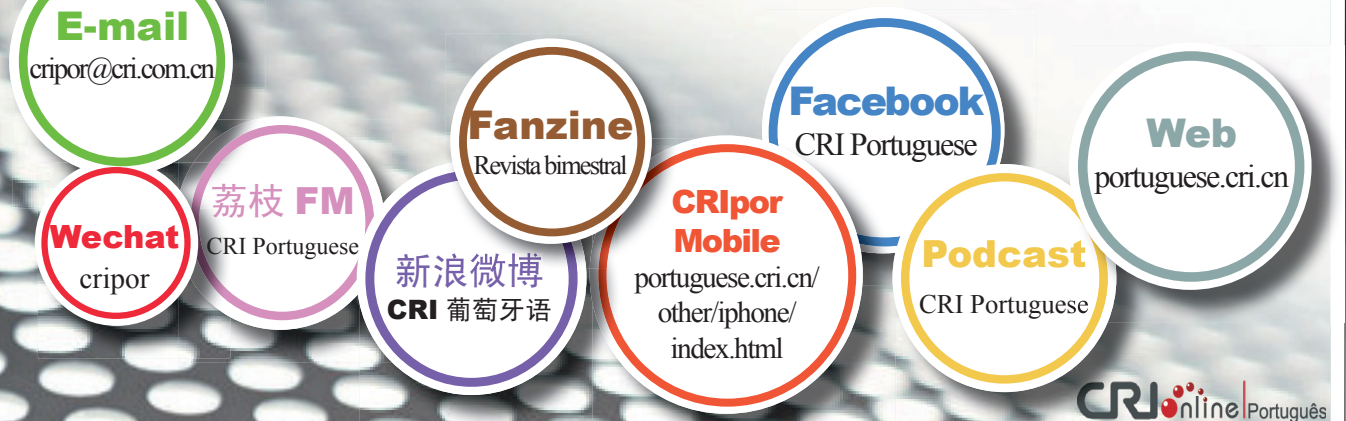 E-mail
cripor@cri.com.cn
Wechat
cripor
荔枝 FM
CRI Portuguese
新浪微博
CRI 葡萄牙语
Fanzine
Revista bimestral
CRIpor
Mobile
portuguese.cri.cn/
other/iphone/
index.html
Facebook
CRI Portuguese
Podcast
CRI Portuguese
Web
portuguese.cri.cn
CRIonline Português